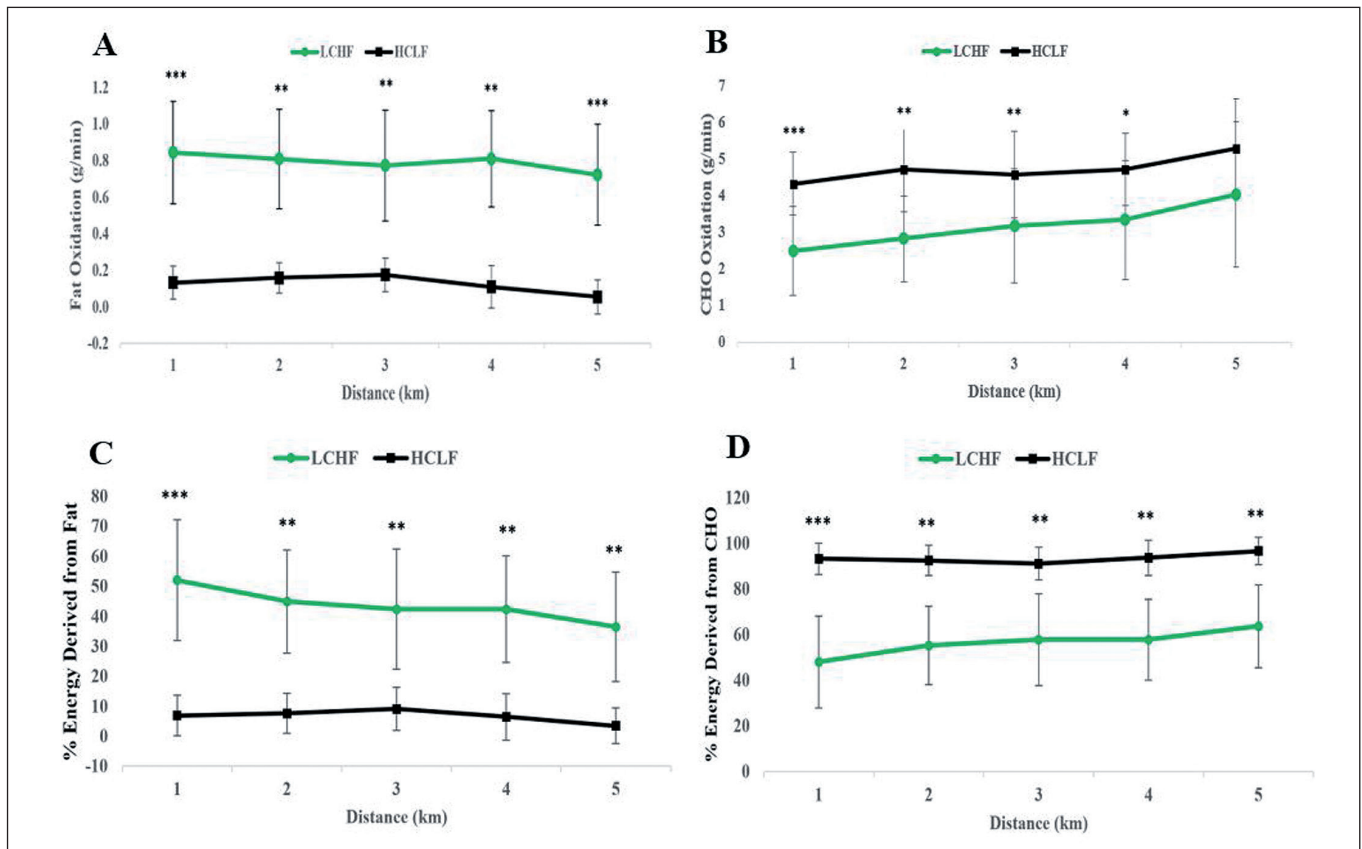 A
LCHF HCLF
*** ** ** ** ***
Fat Oxidation (g/min)
1.2
1.0
0.8
0.6
0.4
0.2
0.0
-0.2
1 2 3 4 5
Distance (km)
B
LCHF HCLF
*** ** ** *
CHO Oxidation (g/min)
7
6
5
4
3
2
1
0
1 2 3 4 5
Distance (km)
C
LCHF HCLF
*** ** ** ** **
% Energy Derived from Fat
80
70
60
50
40
30
20
10
0
-10
1 2 3 4 5
Distance (km)
D
LCHF HCLF
*** ** ** ** **
% Energy Derived from CHO
120
100
80
60
40
20
0
1 2 3 4 5
Distance (km)